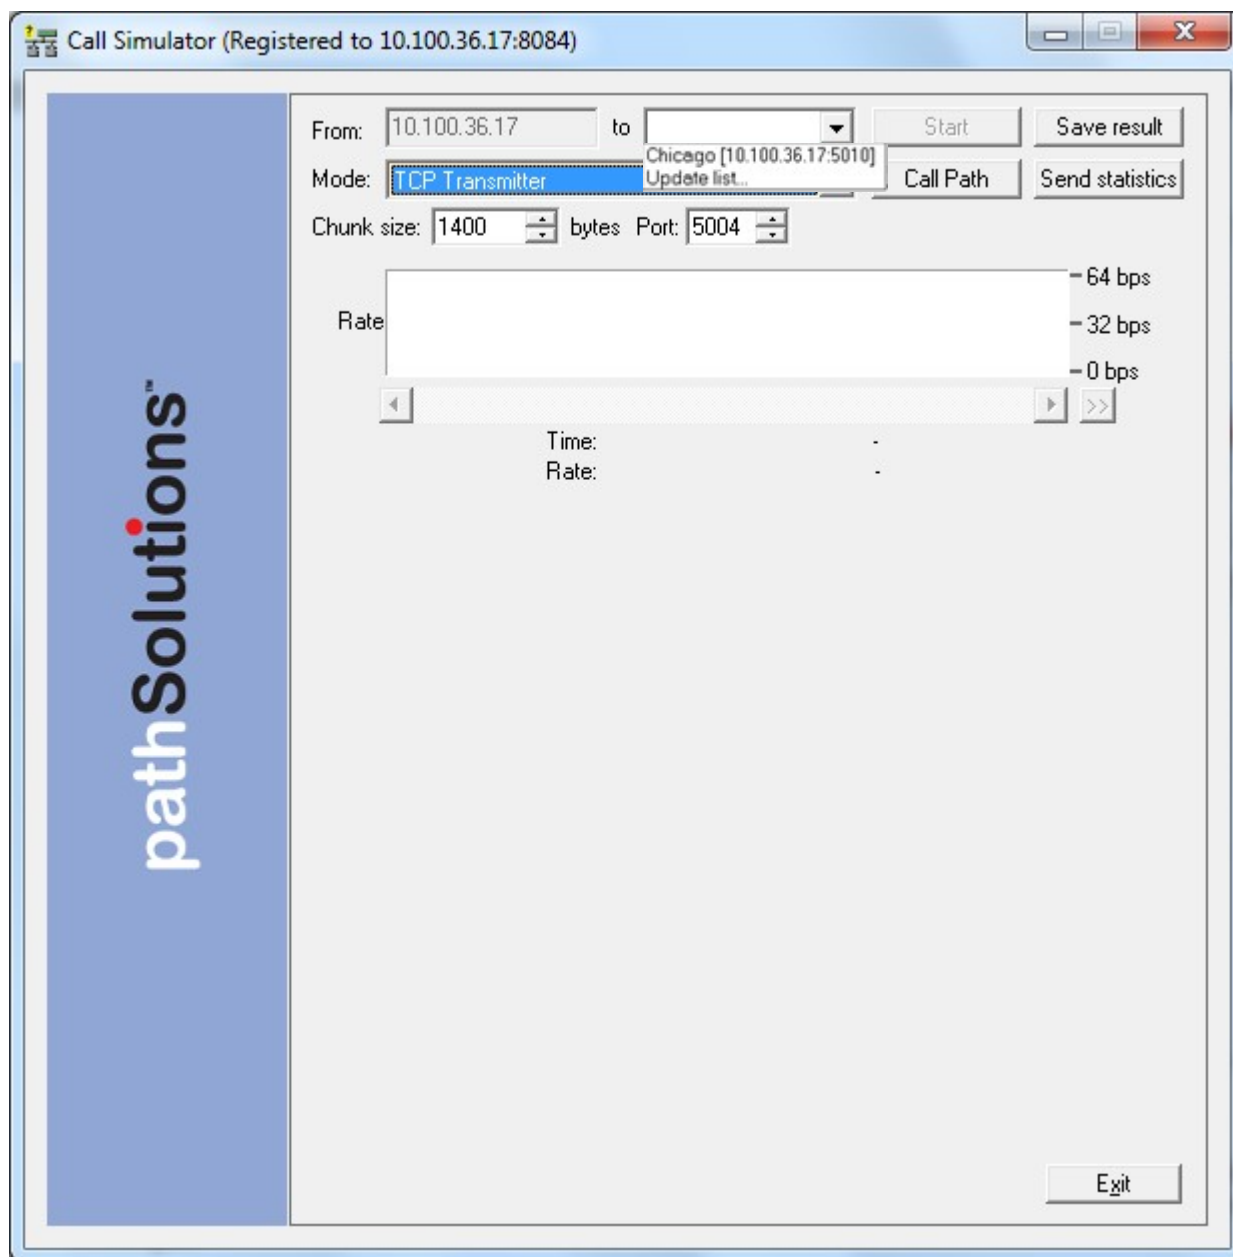 Call Simulator (Registered to 10.100.36.17:8084)
From: 10.100.36.17 to Start Save result
Chicago [10.100.36.17:5010]
Update list...
Mode: TCP Transmitter Call Path Send statistics
Chunk size: 1400 bytes Port: 5004
64 bps
Rate 32 bps
0 bps
>>
Time: -
Rate: -
pathSolutions™
Exit